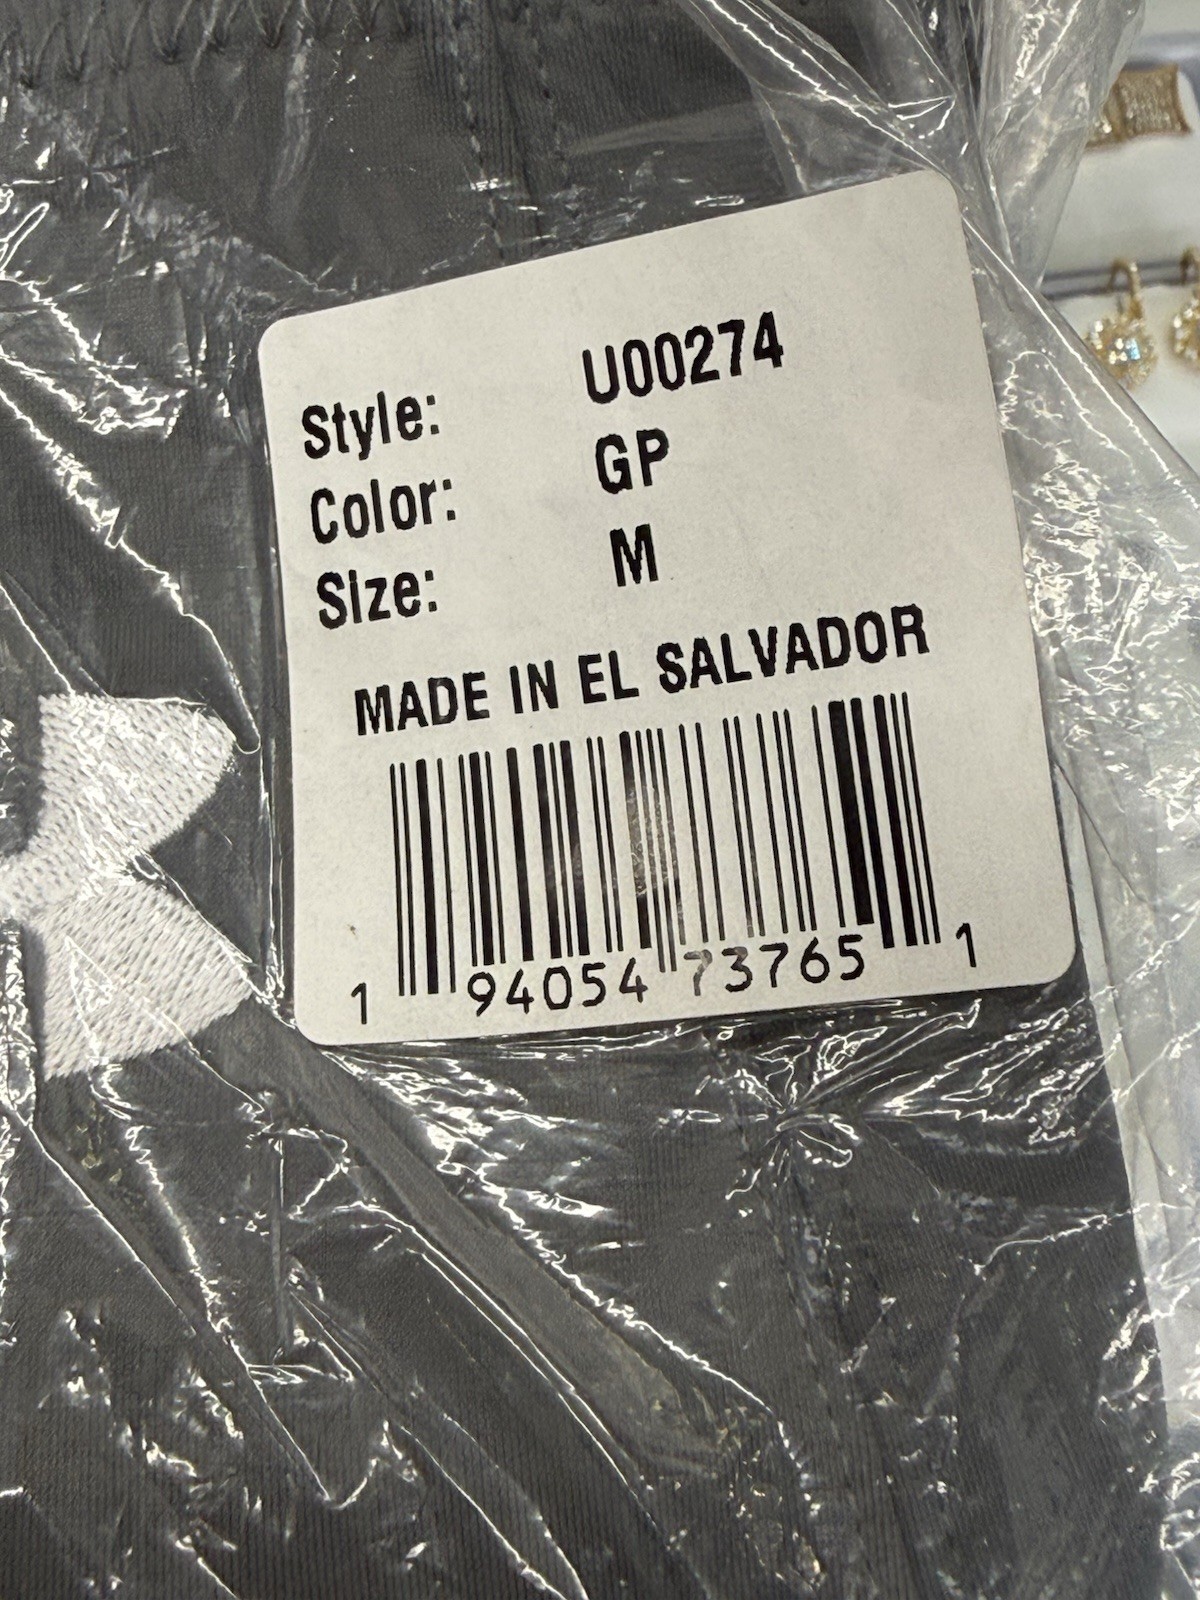 Style: U00274
Color: GP
Size: M
MADE IN EL SALVADOR
1 94054 73765 1